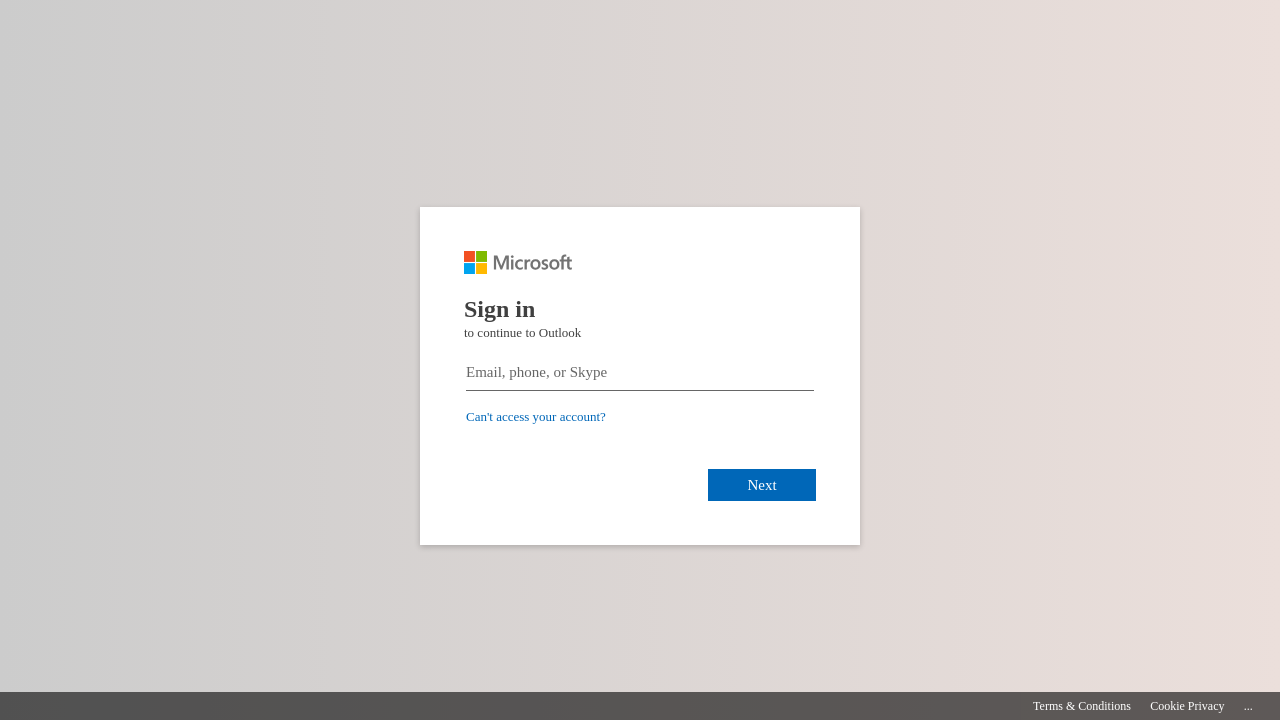 Microsoft
Sign in
to continue to Outlook
Email, phone, or Skype
Can't access your account?
Next
Terms & Conditions Cookie Privacy ...